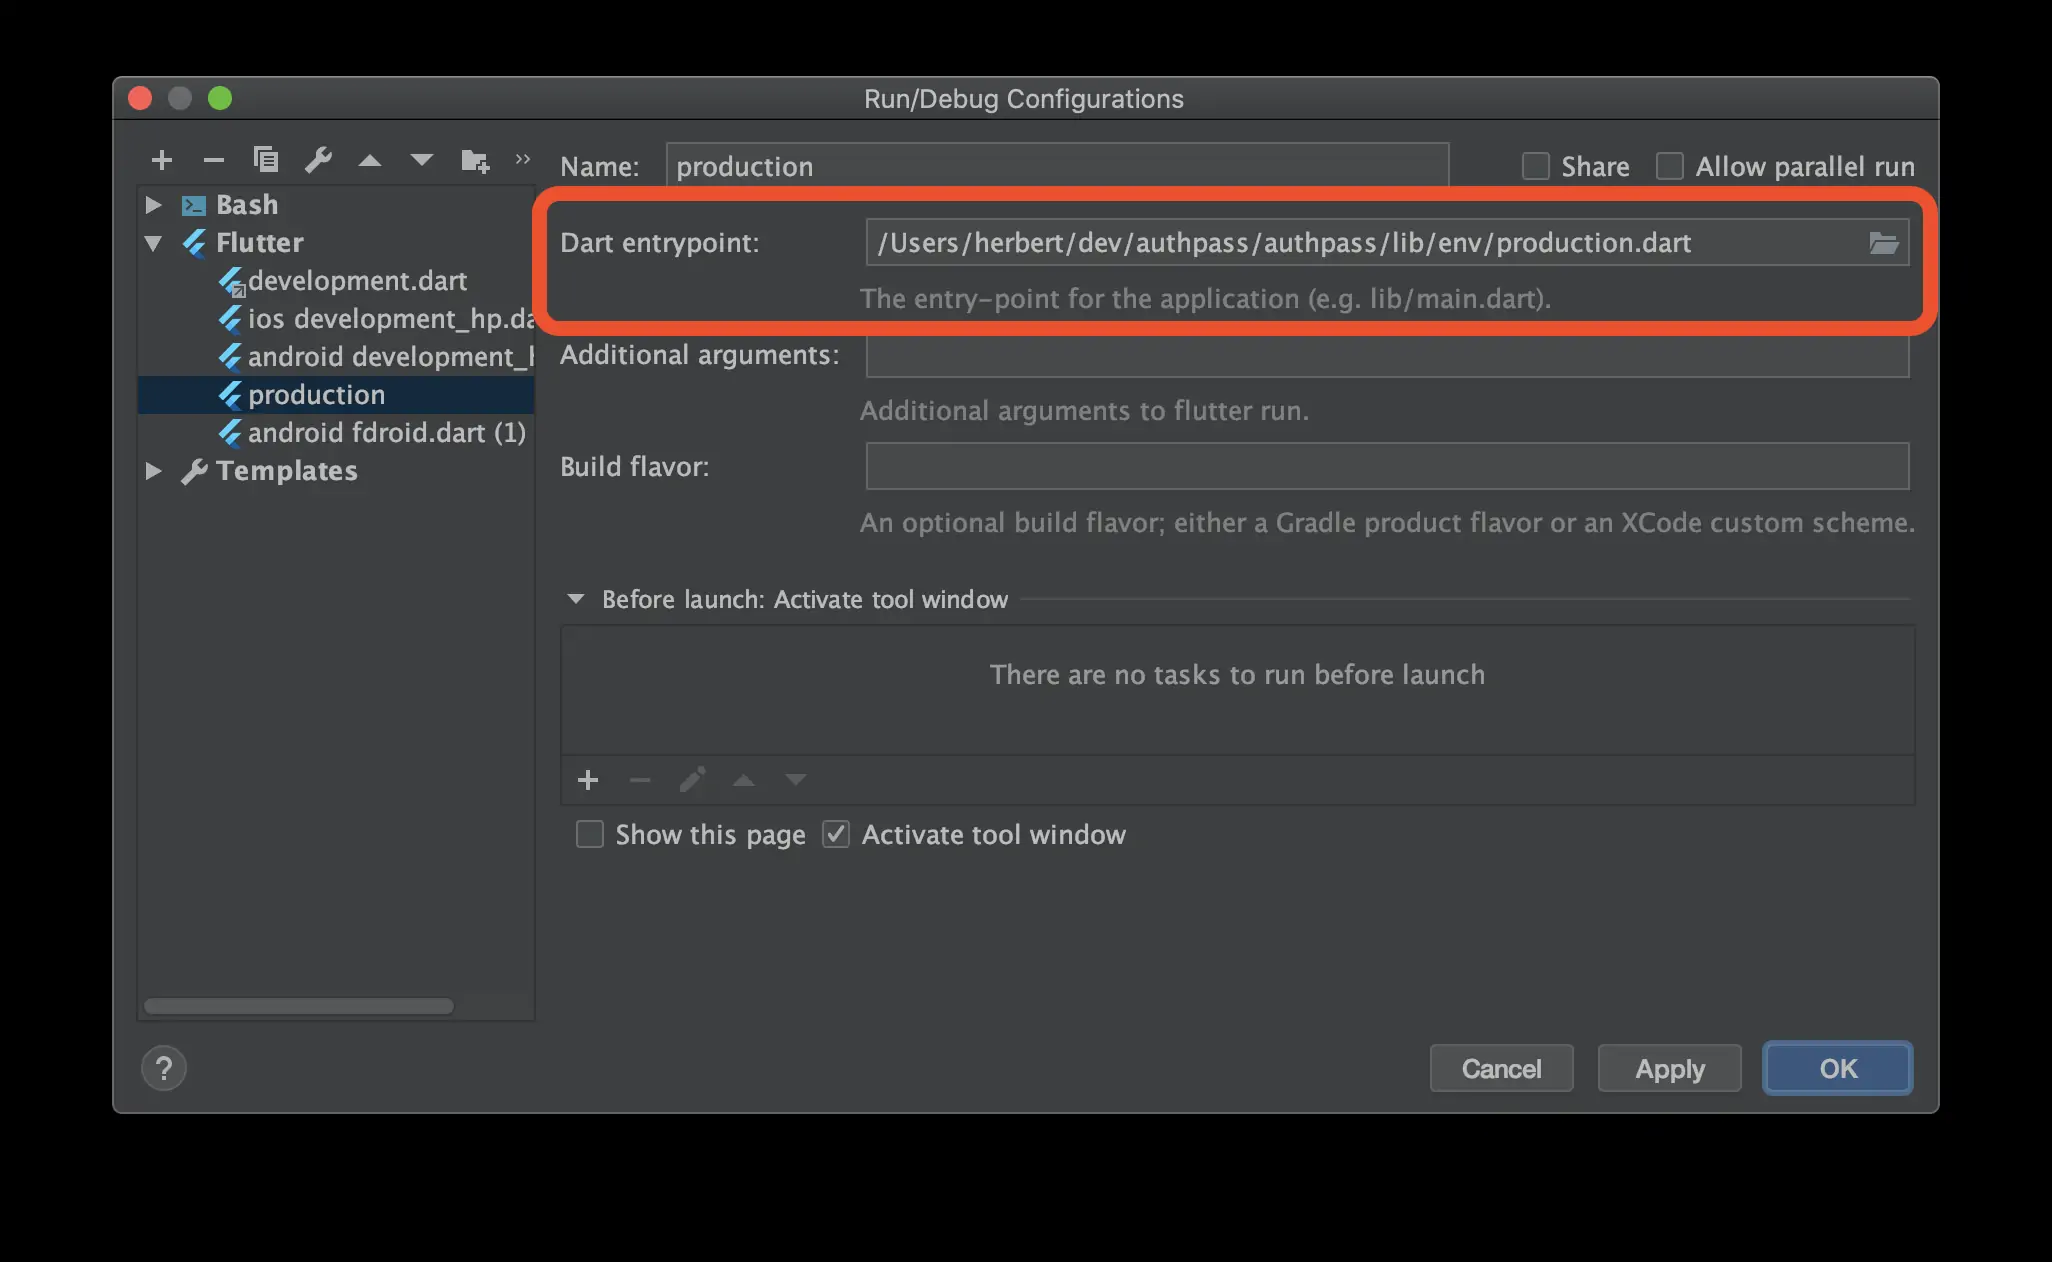 Run/Debug Configurations
Name: production Share Allow parallel run
Bash
Flutter
development.dart
ios development_hp.da
android development_h
production
android fdroid.dart (1)
Templates
Dart entrypoint: /Users/herbert/dev/authpass/authpass/lib/env/production.dart
The entry-point for the application (e.g. lib/main.dart).
Additional arguments:
Additional arguments to flutter run.
Build flavor:
An optional build flavor; either a Gradle product flavor or an XCode custom scheme.
Before launch: Activate tool window
There are no tasks to run before launch
Show this page Activate tool window
? Cancel Apply OK